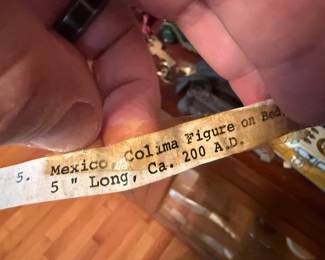 5. Mexico, Colima Figure on Bed.
5 " Long, Ca. 200 A.D.